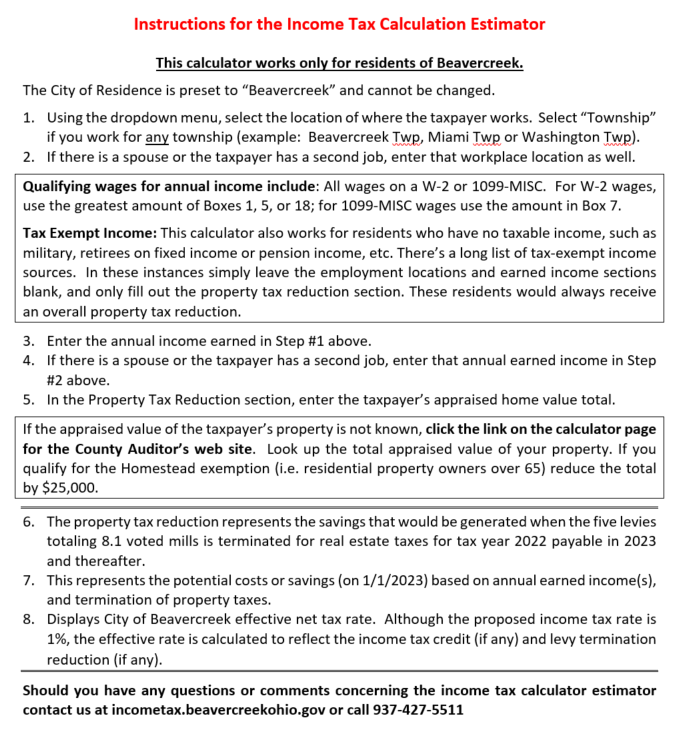 Instructions for the Income Tax Calculation Estimator
This calculator works only for residents of Beavercreek.
The City of Residence is preset to “Beavercreek” and cannot be changed.
1. Using the dropdown menu, select the location of where the taxpayer works. Select “Township”
if you work for any township (example: Beavercreek Twp, Miami Twp or Washington Twp).
2. If there is a spouse or the taxpayer has a second job, enter that workplace location as well.
Qualifying wages for annual income include: All wages on a W-2 or 1099-MISC. For W-2 wages,
use the greatest amount of Boxes 1, 5, or 18; for 1099-MISC wages use the amount in Box 7.
Tax Exempt Income: This calculator also works for residents who have no taxable income, such as
military, retirees on fixed income or pension income, etc. There’s a long list of tax-exempt income
sources. In these instances simply leave the employment locations and earned income sections
blank, and only fill out the property tax reduction section. These residents would always receive
an overall property tax reduction.
3. Enter the annual income earned in Step #1 above.
4. If there is a spouse or the taxpayer has a second job, enter that annual earned income in Step
#2 above.
5. In the Property Tax Reduction section, enter the taxpayer’s appraised home value total.
If the appraised value of the taxpayer’s property is not known, click the link on the calculator page
for the County Auditor’s web site. Look up the total appraised value of your property. If you
qualify for the Homestead exemption (i.e. residential property owners over 65) reduce the total
by $25,000.
6. The property tax reduction represents the savings that would be generated when the five levies
totaling 8.1 voted mills is terminated for real estate taxes for tax year 2022 payable in 2023
and thereafter.
7. This represents the potential costs or savings (on 1/1/2023) based on annual earned income(s),
and termination of property taxes.
8. Displays City of Beavercreek effective net tax rate. Although the proposed income tax rate is
1%, the effective rate is calculated to reflect the income tax credit (if any) and levy termination
reduction (if any).
Should you have any questions or comments concerning the income tax calculator estimator
contact us at incometax.beavercreekohio.gov or call 937-427-5511